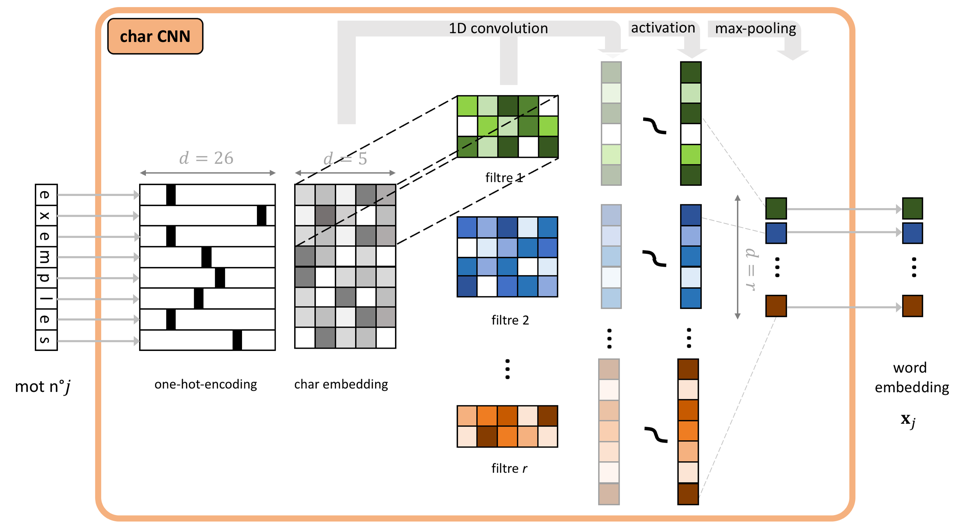 char CNN
1D convolution
activation
max-pooling
d = 26
d = 5
filtre 1
e
x
e
m
p
l
e
s
d = r
filtre 2
mot n°j
one-hot-encoding
char embedding
filtre r
word
embedding
xj